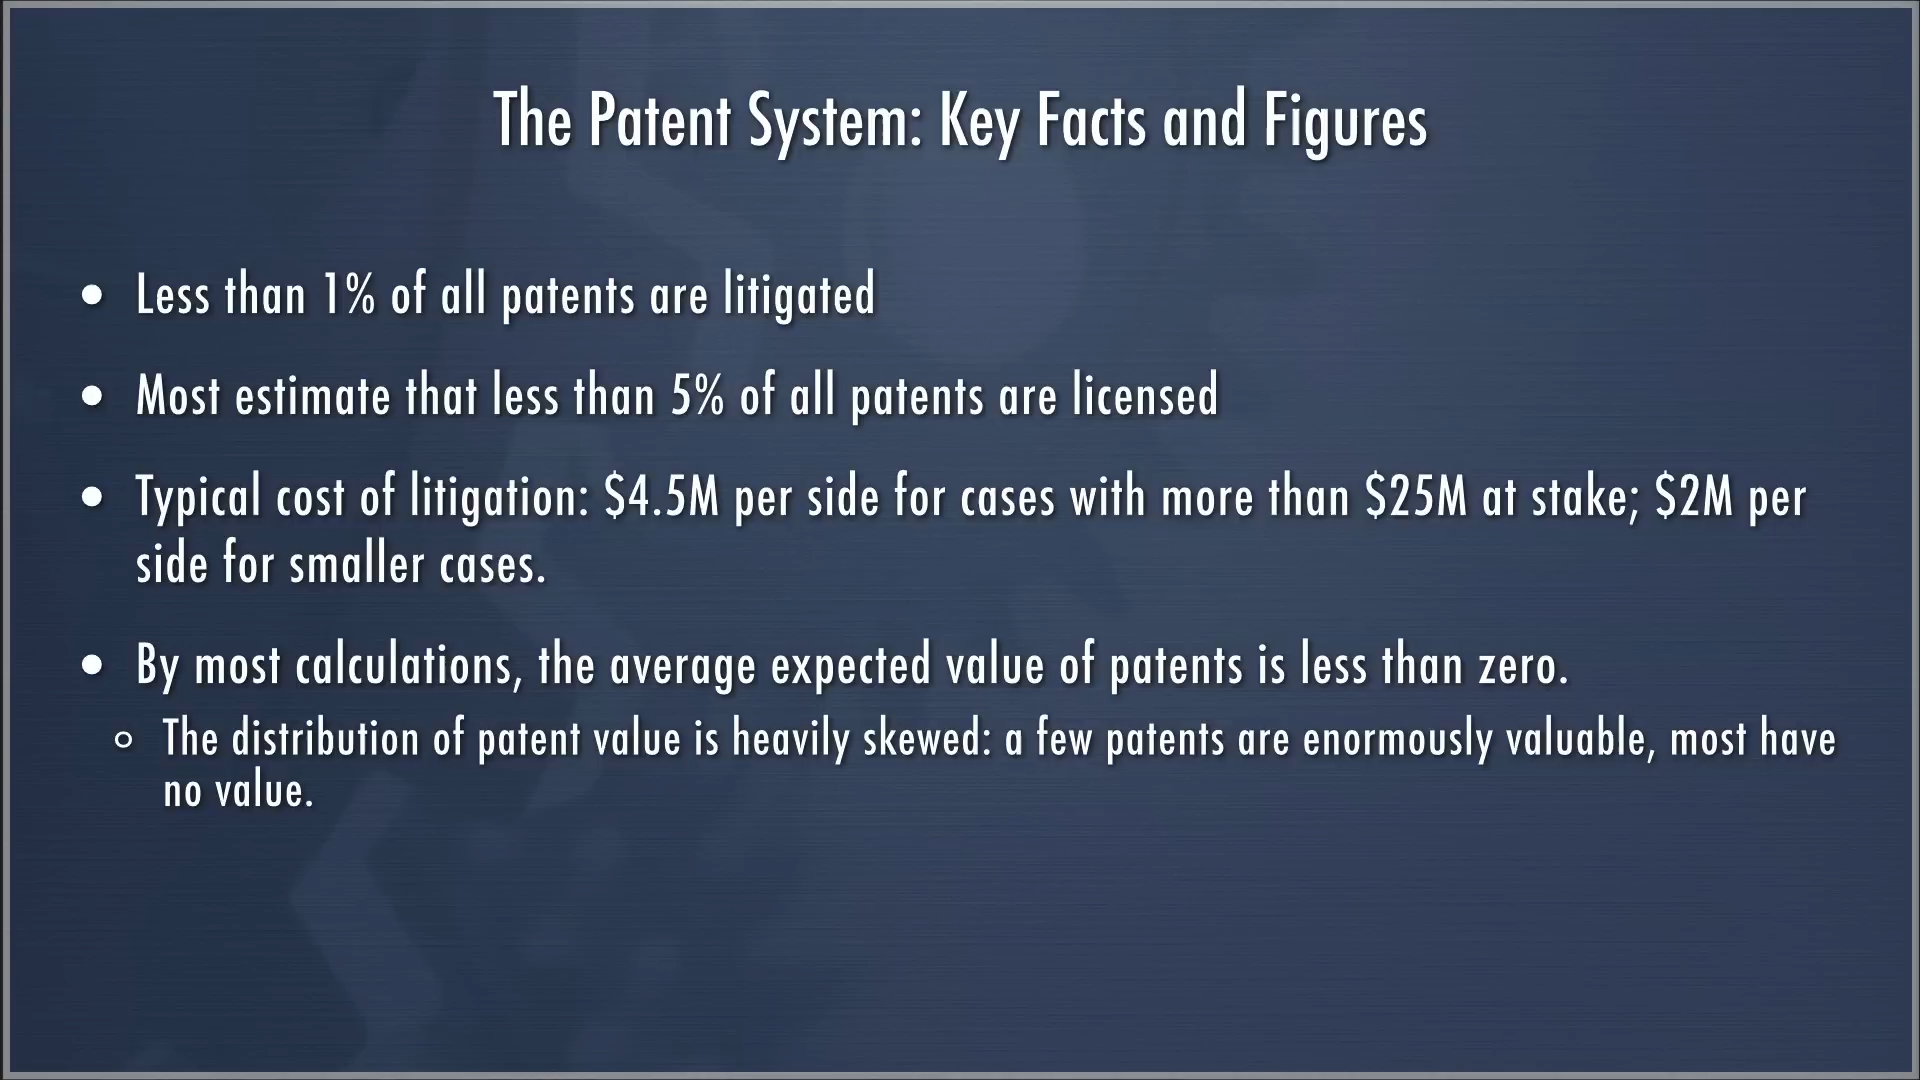 The Patent System: Key Facts and Figures
• Less than 1% of all patents are litigated
• Most estimate that less than 5% of all patents are licensed
• Typical cost of litigation: $4.5M per side for cases with more than $25M at stake; $2M per
side for smaller cases.
• By most calculations, the average expected value of patents is less than zero.
◦ The distribution of patent value is heavily skewed: a few patents are enormously valuable, most have
no value.